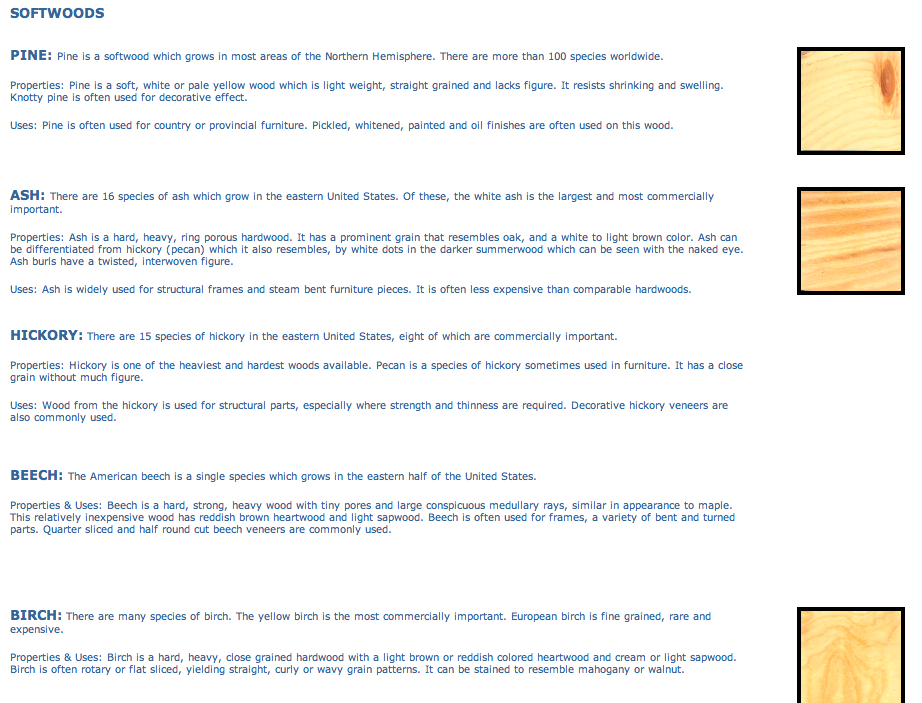 SOFTWOODS
PINE: Pine is a softwood which grows in most areas of the Northern Hemisphere. There are more than 100 species worldwide.
Properties: Pine is a soft, white or pale yellow wood which is light weight, straight grained and lacks figure. It resists shrinking and swelling.
Knotty pine is often used for decorative effect.
Uses: Pine is often used for country or provincial furniture. Pickled, whitened, painted and oil finishes are often used on this wood.
ASH: There are 16 species of ash which grow in the eastern United States. Of these, the white ash is the largest and most commercially
important.
Properties: Ash is a hard, heavy, ring porous hardwood. It has a prominent grain that resembles oak, and a white to light brown color. Ash can
be differentiated from hickory (pecan) which it also resembles, by white dots in the darker summerwood which can be seen with the naked eye.
Ash burls have a twisted, interwoven figure.
Uses: Ash is widely used for structural frames and steam bent furniture pieces. It is often less expensive than comparable hardwoods.
HICKORY: There are 15 species of hickory in the eastern United States, eight of which are commercially important.
Properties: Hickory is one of the heaviest and hardest woods available. Pecan is a species of hickory sometimes used in furniture. It has a close
grain without much figure.
Uses: Wood from the hickory is used for structural parts, especially where strength and thinness are required. Decorative hickory veneers are
also commonly used.
BEECH: The American beech is a single species which grows in the eastern half of the United States.
Properties & Uses: Beech is a hard, strong, heavy wood with tiny pores and large conspicuous medullary rays, similar in appearance to maple.
This relatively inexpensive wood has reddish brown heartwood and light sapwood. Beech is often used for frames, a variety of bent and turned
parts. Quarter sliced and half round cut beech veneers are commonly used.
BIRCH: There are many species of birch. The yellow birch is the most commercially important. European birch is fine grained, rare and
expensive.
Properties & Uses: Birch is a hard, heavy, close grained hardwood with a light brown or reddish colored heartwood and cream or light sapwood.
Birch is often rotary or flat sliced, yielding straight, curly or wavy grain patterns. It can be stained to resemble mahogany or walnut.